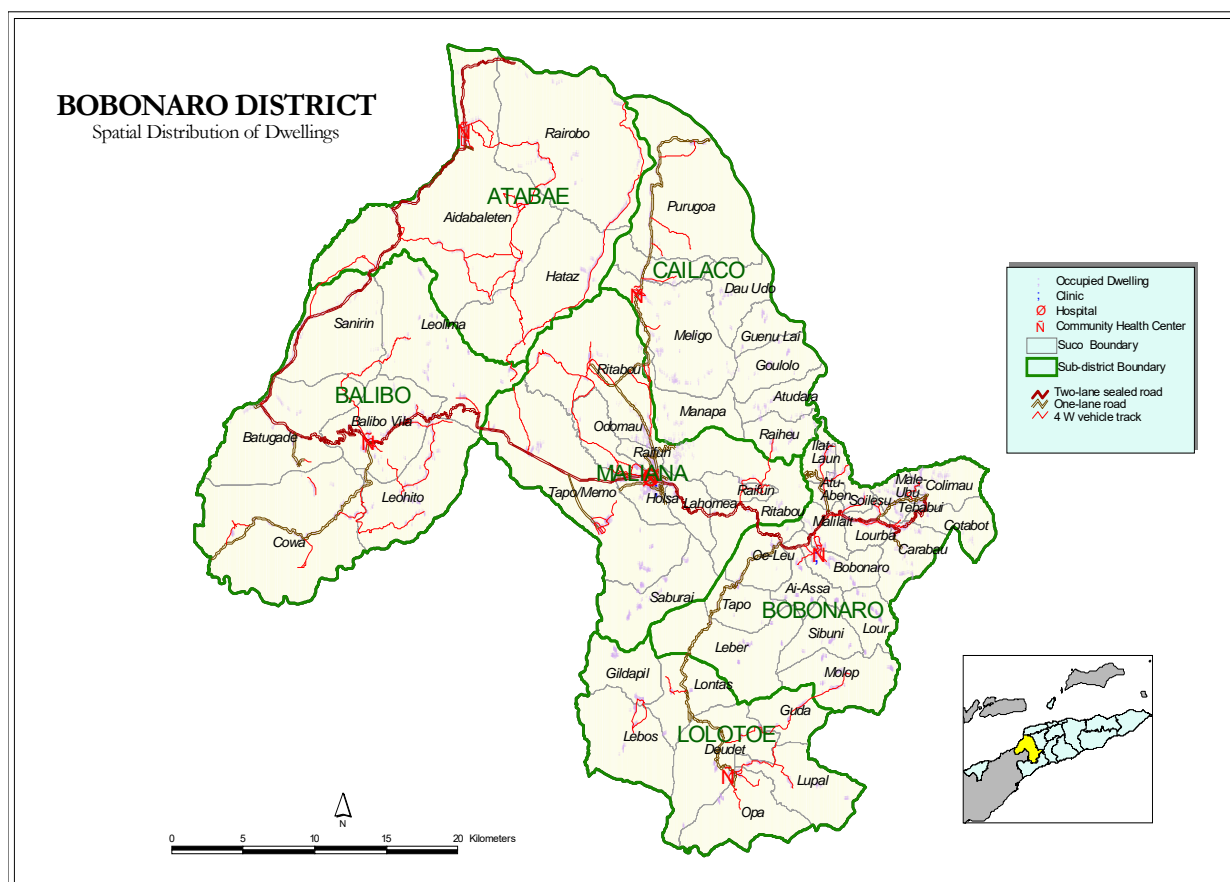 BOBONARO DISTRICT
Spatial Distribution of Dwellings
Rairobo
ATABAE
Aidabaleten
Hataz
Purugoa
CAILACO
Dau Udo
Meligo
Guenu Lai
Goulolo
Atudara
Manapa
Raiheu
Sanirin
Leolima
BALIBO
Balibo Vila
Batugade
Leohito
Cowa
Ritabou
Odomau
Raifun
MALIANA
Tapo/Memo
Holsa
Lahomea
Raifun
Ritabou
Saburai
Ilat-
Laun
Atu-
Aben
Soilesu
Male-
Ubu
Colimau
Tebabui
Malilait
Lourba
Cotabot
Carabau
Oe-Leu
Bobonaro
Ai-Assa
Tapo
BOBONARO
Lour
Sibuni
Leber
Molop
Gildapil
Lontas
Guda
Lebos
LOLOTOE
Deudet
Lupal
Opa
Occupied Dwelling
Clinic
Hospital
Community Health Center
Suco Boundary
Sub-district Boundary
Two-lane sealed road
One-lane road
4 W vehicle track
N
0 5 10 15 20 Kilometers